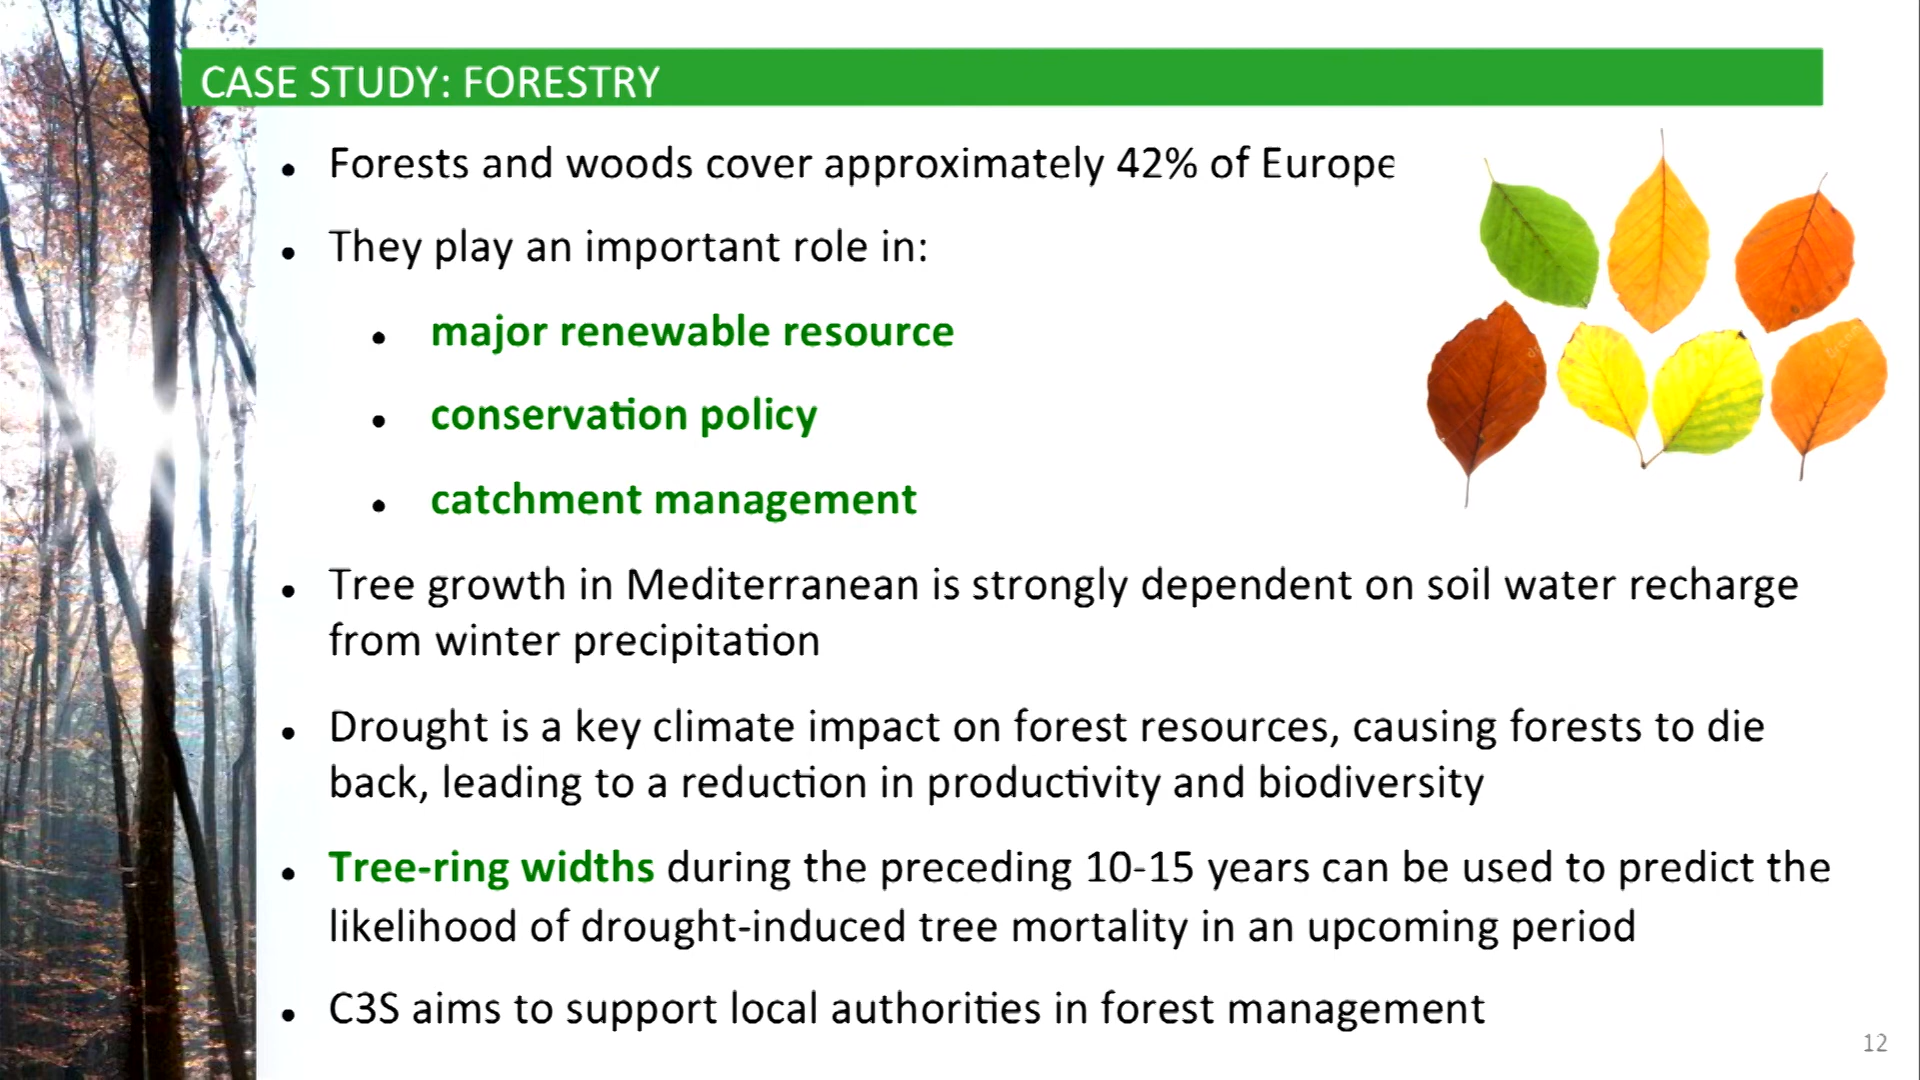 CASE STUDY: FORESTRY
• Forests and woods cover approximately 42% of Europe
• They play an important role in:
• major renewable resource
• conservation policy
• catchment management
• Tree growth in Mediterranean is strongly dependent on soil water recharge
from winter precipitation
• Drought is a key climate impact on forest resources, causing forests to die
back, leading to a reduction in productivity and biodiversity
• Tree-ring widths during the preceding 10-15 years can be used to predict the
likelihood of drought-induced tree mortality in an upcoming period
• C3S aims to support local authorities in forest management
12